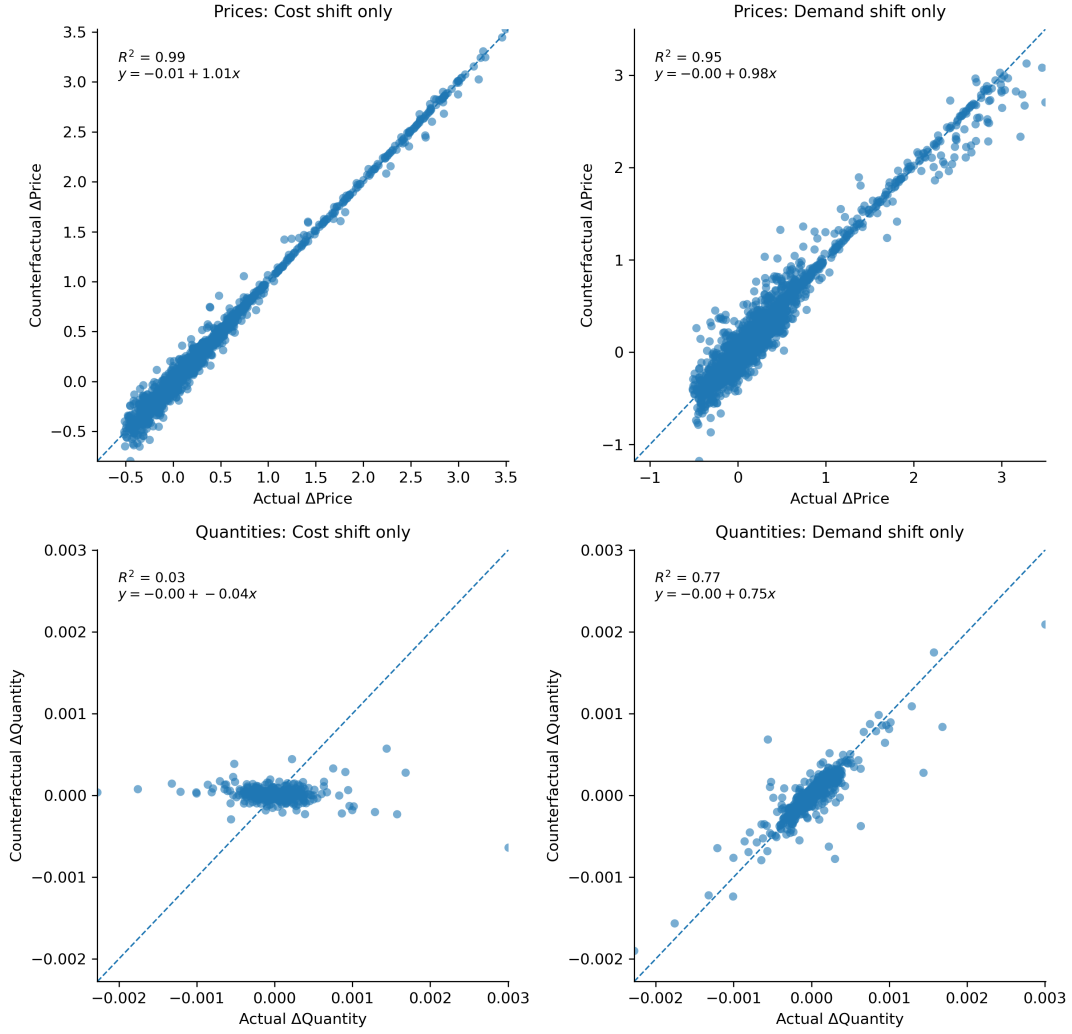 Prices: Cost shift only
R² = 0.99
y = −0.01 + 1.01x
3.5
3.0
2.5
2.0
1.5
1.0
0.5
0.0
−0.5
Counterfactual ΔPrice
−0.5 0.0 0.5 1.0 1.5 2.0 2.5 3.0 3.5
Actual ΔPrice
Prices: Demand shift only
R² = 0.95
y = −0.00 + 0.98x
3
2
1
0
−1
Counterfactual ΔPrice
−1 0 1 2 3
Actual ΔPrice
Quantities: Cost shift only
R² = 0.03
y = −0.00 + −0.04x
0.003
0.002
0.001
0.000
−0.001
−0.002
Counterfactual ΔQuantity
−0.002 −0.001 0.000 0.001 0.002 0.003
Actual ΔQuantity
Quantities: Demand shift only
R² = 0.77
y = −0.00 + 0.75x
0.003
0.002
0.001
0.000
−0.001
−0.002
Counterfactual ΔQuantity
−0.002 −0.001 0.000 0.001 0.002 0.003
Actual ΔQuantity